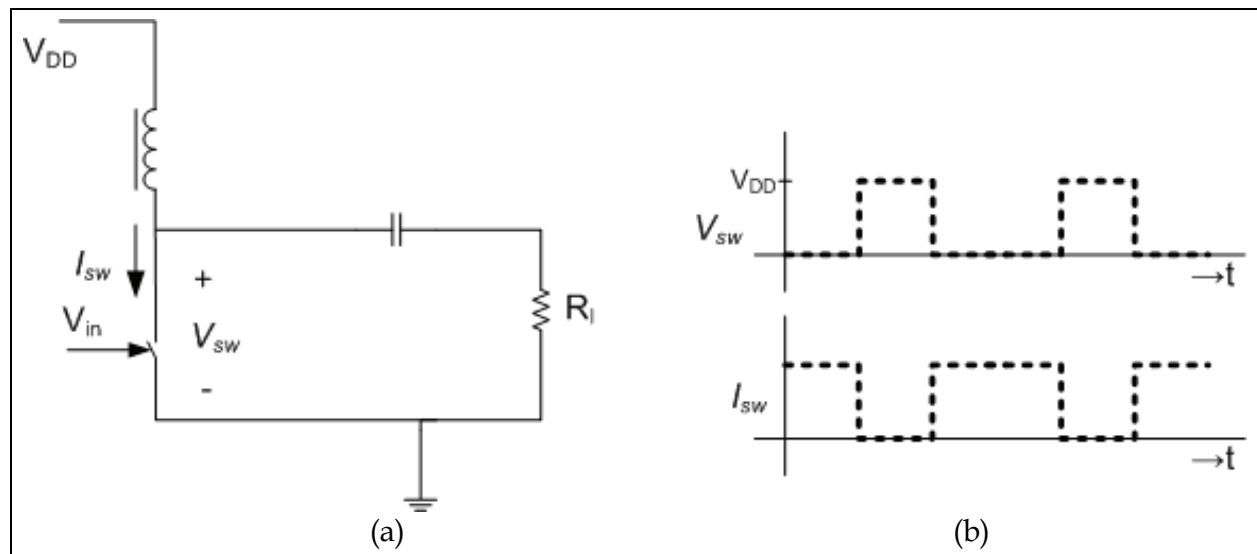 V_DD
I_sw
V_in
+
V_sw
-
R_l
(a)
V_DD
V_sw
→t
I_sw
→t
(b)